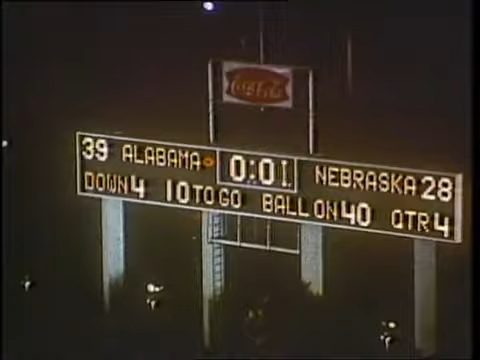 Coca-Cola
39 ALABAMA 0:01 NEBRASKA 28
DOWN 4 10 TO GO BALL ON 40 QTR 4